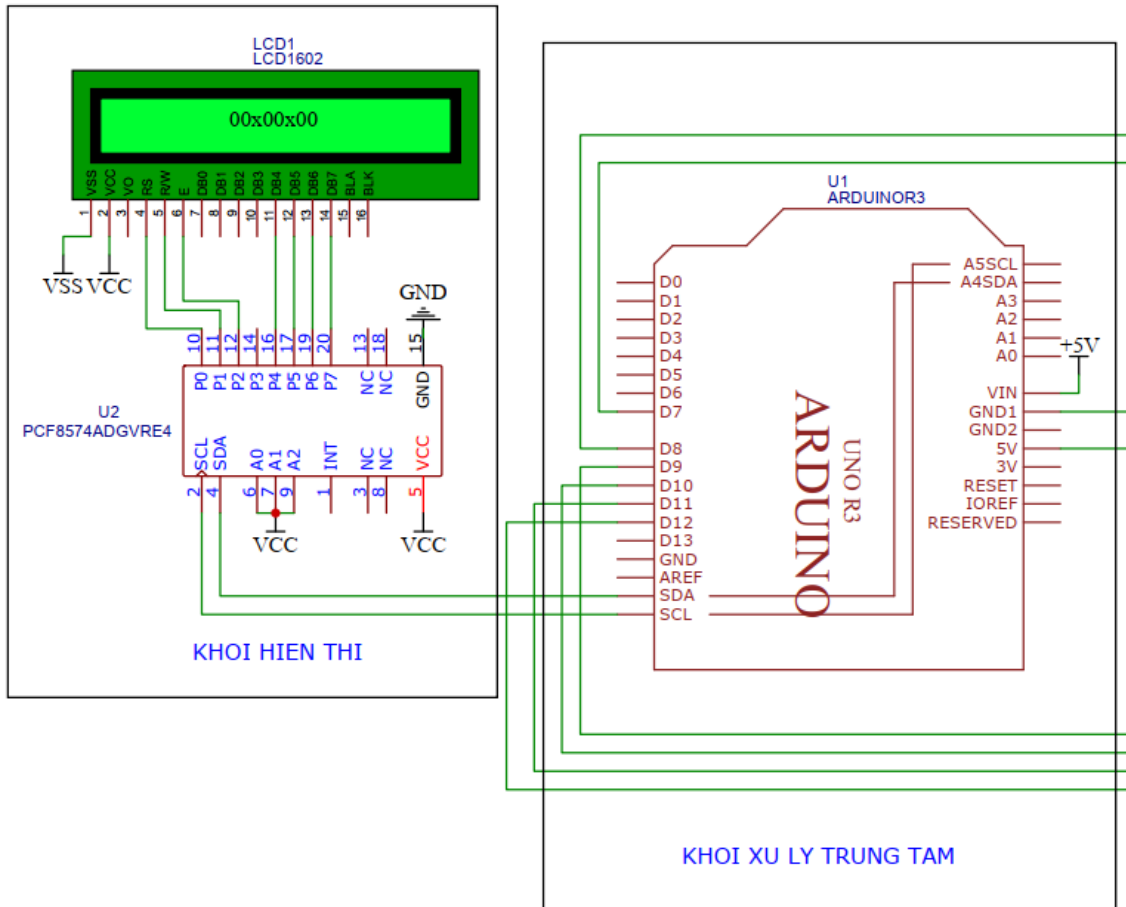 LCD1
LCD1602
00x00x00
VSS
VCC
VO
RS
R/W
E
DB0
DB1
DB2
DB3
DB4
DB5
DB6
DB7
BLA
BLK
1
2
3
4
5
6
7
8
9
10
11
12
13
14
15
16
VSS
VCC
GND
10
11
12
14
16
17
19
20
13
18
15
P0
P1
P2
P3
P4
P5
P6
P7
NC
NC
GND
U2
PCF8574ADGVRE4
SCL
SDA
A0
A1
A2
INT
NC
NC
VCC
2
4
6
7
9
1
3
8
5
VCC
VCC
KHOI HIEN THI
U1
ARDUINOR3
D0
D1
D2
D3
D4
D5
D6
D7
D8
D9
D10
D11
D12
D13
GND
AREF
SDA
SCL
ARDUINO
UNO R3
A5SCL
A4SDA
A3
A2
A1
A0
+5V
VIN
GND1
GND2
5V
3V
RESET
IOREF
RESERVED
KHOI XU LY TRUNG TAM